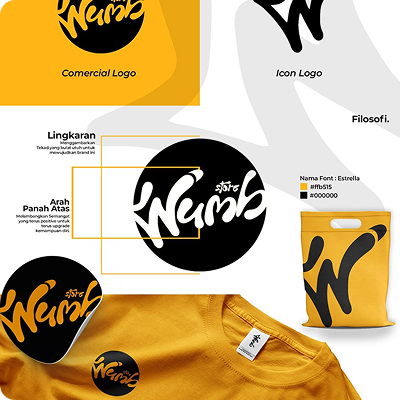 Wumb
Comercial Logo
Icon Logo
Filosofi.
Lingkaran
Menggambarkan
Tekad yang bulat utuh untuk
mewujudkan brand ini
Arah
Panah Atas
Melambangkan Semangat
yang terus positive untuk
terus upgrade
kemampuan diri.
store
Wumb
Nama Font : Estrella
#ffb515
#000000
W
store
Wumb
Wumb
Wumb